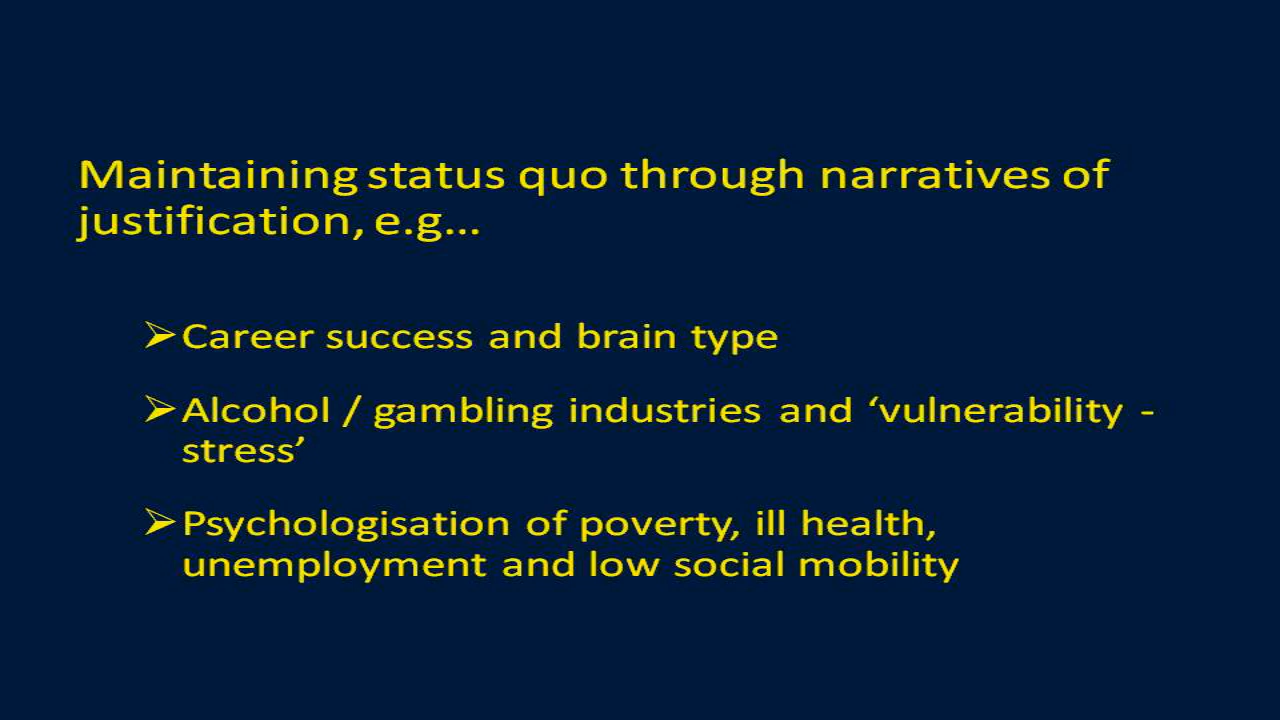 Maintaining status quo through narratives of
justification, e.g...
➢Career success and brain type
➢Alcohol / gambling industries and ‘vulnerability -
stress’
➢Psychologisation of poverty, ill health,
unemployment and low social mobility